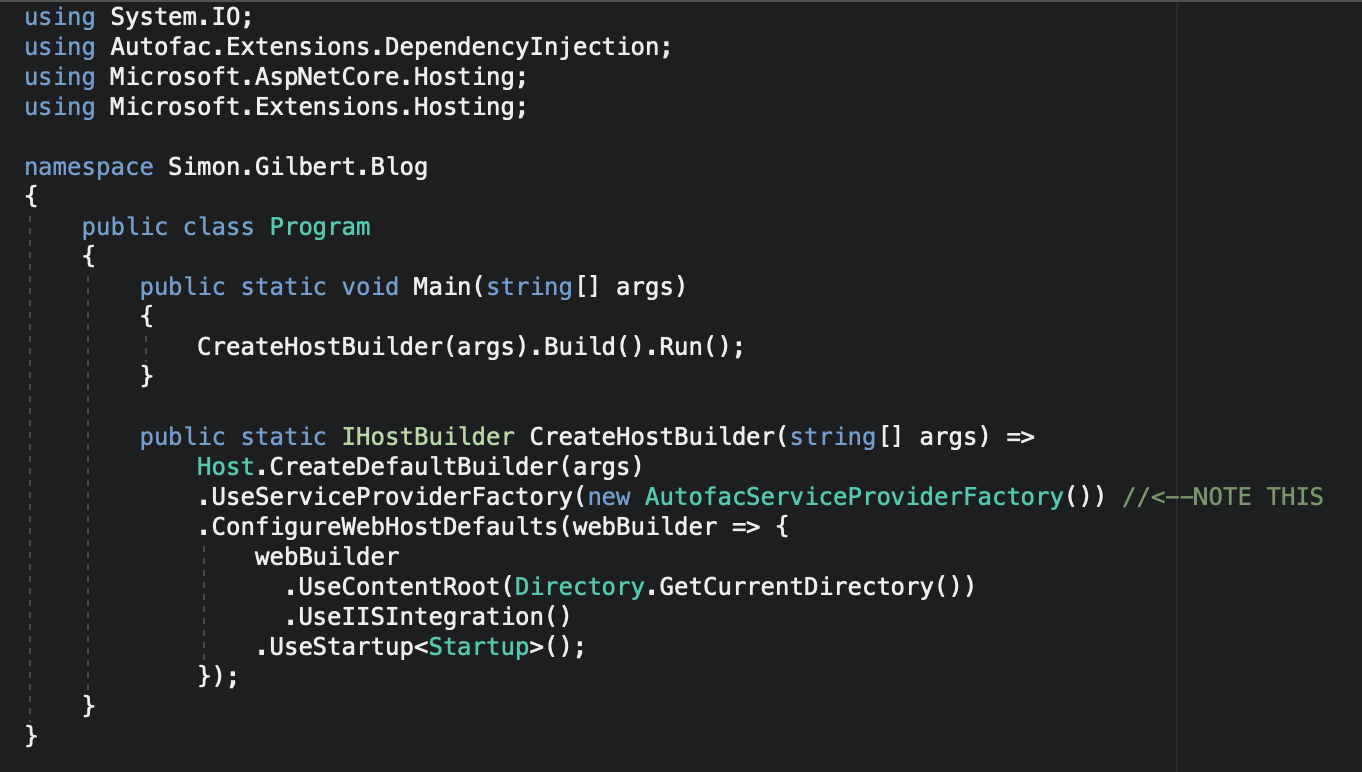 using System.IO;
using Autofac.Extensions.DependencyInjection;
using Microsoft.AspNetCore.Hosting;
using Microsoft.Extensions.Hosting;

namespace Simon.Gilbert.Blog
{
    public class Program
    {
        public static void Main(string[] args)
        {
            CreateHostBuilder(args).Build().Run();
        }

        public static IHostBuilder CreateHostBuilder(string[] args) =>
            Host.CreateDefaultBuilder(args)
            .UseServiceProviderFactory(new AutofacServiceProviderFactory()) //<--NOTE THIS
            .ConfigureWebHostDefaults(webBuilder => {
                webBuilder
                  .UseContentRoot(Directory.GetCurrentDirectory())
                  .UseIISIntegration()
                .UseStartup<Startup>();
            });
    }
}